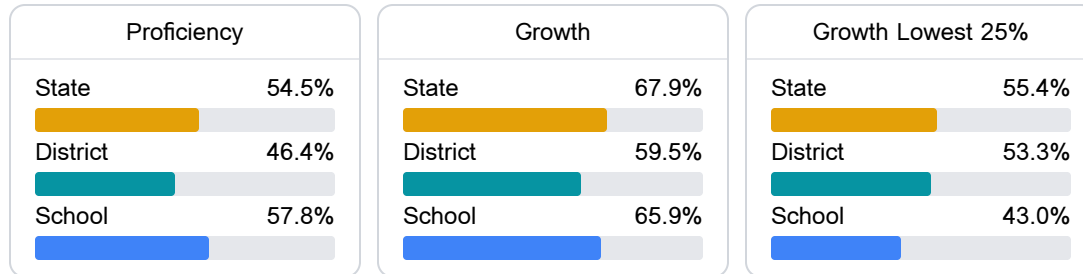 Proficiency
State 54.5%
District 46.4%
School 57.8%
Growth
State 67.9%
District 59.5%
School 65.9%
Growth Lowest 25%
State 55.4%
District 53.3%
School 43.0%